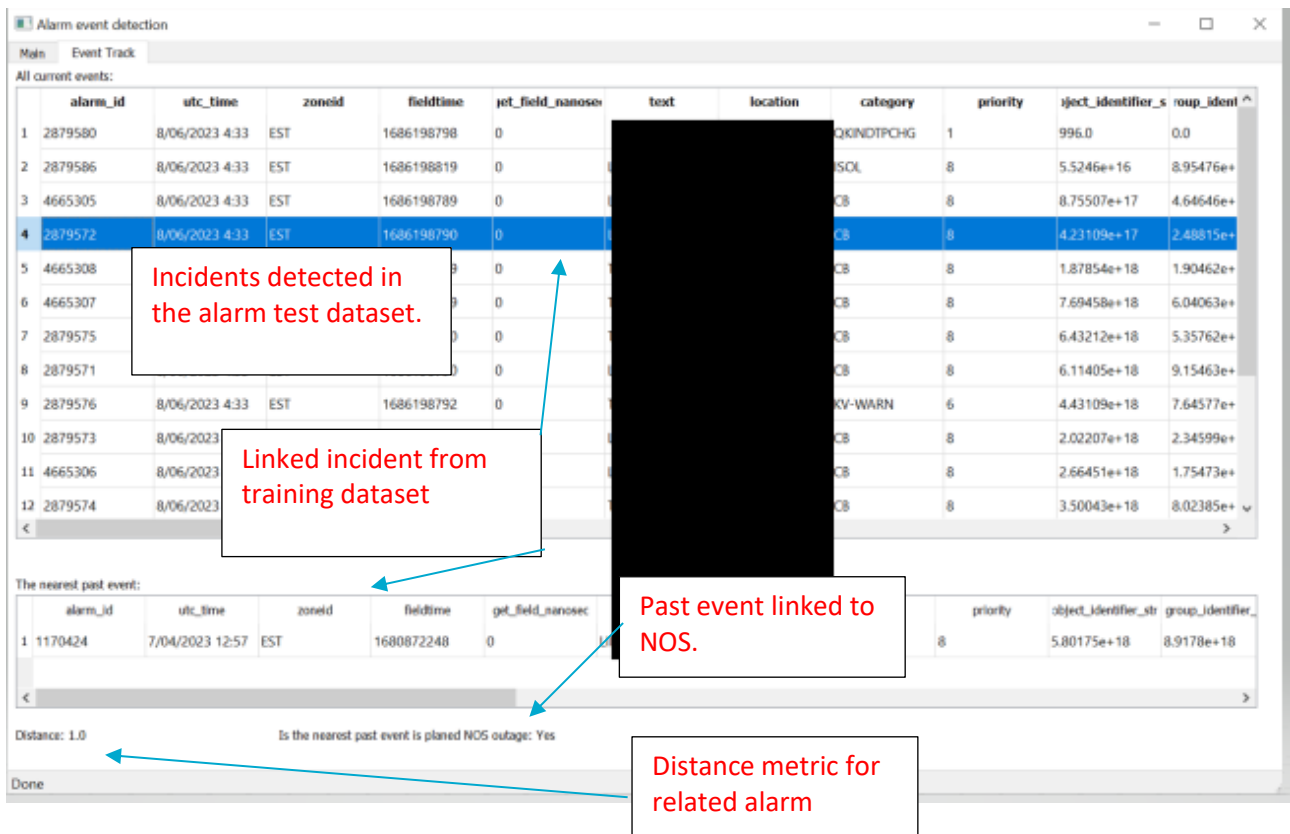 Alarm event detection
Main Event Track
All current events:
alarm_id utc_time zoneid fieldtime jet_field_nanosec text location category priority bject_identifier_s roup_ident
1 2879580 8/06/2023 4:33 EST 1686198798 0 QKINDTPCHG 1 996.0 0.0
2 2879586 8/06/2023 4:33 EST 1686198819 0 ISOL 8 5.5246e+16 8.95476e+
3 4665305 8/06/2023 4:33 EST 1686198789 0 CB 8 8.75507e+17 4.64646e+
4 2879572 8/06/2023 4:33 EST 1686198790 0 CB 8 4.23109e+17 2.48815e+
5 4665308 9 0 CB 8 1.87854e+18 1.90462e+
6 4665307 9 0 CB 8 7.69458e+18 6.04063e+
7 2879575 0 0 CB 8 6.43212e+18 5.35762e+
8 2879571 0 0 CB 8 6.11405e+18 9.15463e+
9 2879576 8/06/2023 4:33 EST 1686198792 0 KV-WARN 6 4.43109e+18 7.64577e+
10 2879573 8/06/2023 CB 8 2.02207e+18 2.34599e+
11 4665306 8/06/2023 CB 8 2.66451e+18 1.75473e+
12 2879574 8/06/2023 CB 8 3.50043e+18 8.02385e+
Incidents detected in
the alarm test dataset.
Linked incident from
training dataset
The nearest past event:
alarm_id utc_time zoneid fieldtime get_field_nanosec priority object_identifier_str group_identifier_
1 1170424 7/04/2023 12:57 EST 1680872248 0 8 5.80175e+18 8.9178e+18
Past event linked to
NOS.
Distance: 1.0 Is the nearest past event is planed NOS outage: Yes
Distance metric for
related alarm
Done